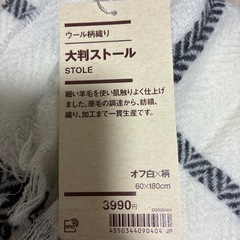 ウール柄織り
大判ストール
STOLE
細い羊毛を使い肌触りよく仕上げ
ました。原毛の調達から、紡績、
織り、加工まで一貫生産です。
オフ白×柄
60×180cm
3990円
4550344090404 JP